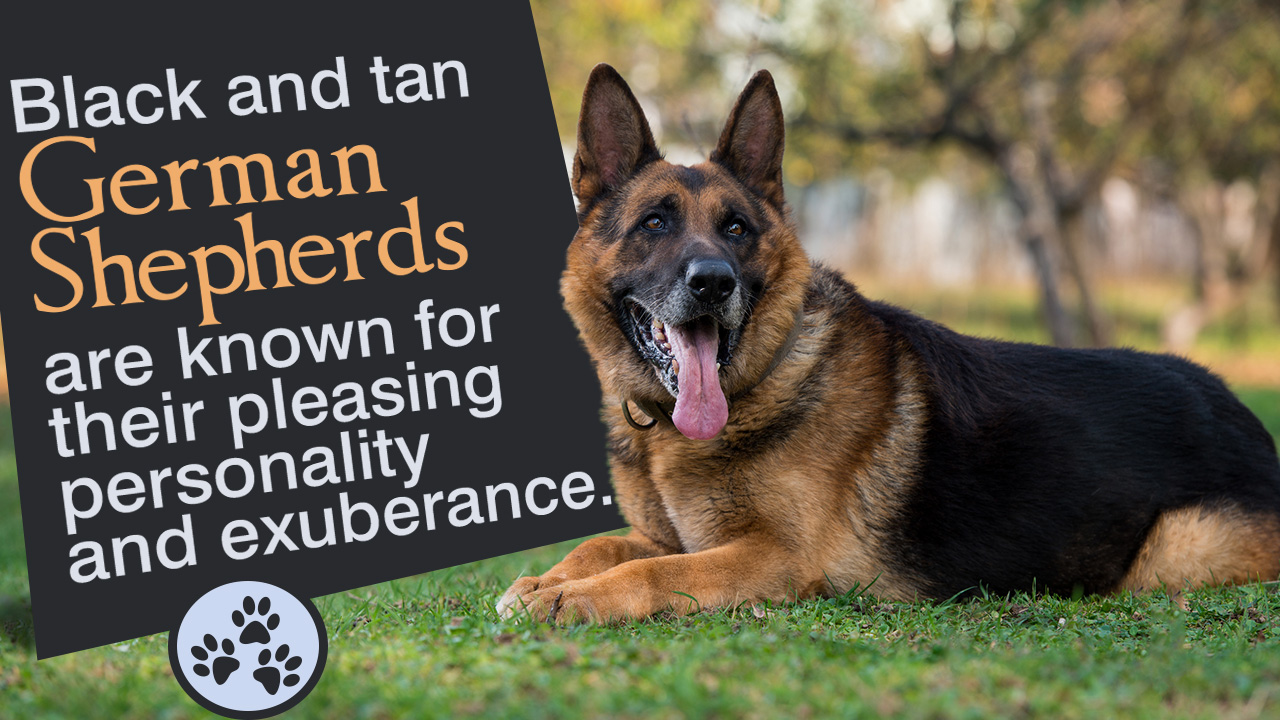 Black and tan
German
Shepherds
are known for
their pleasing
personality
and exuberance.